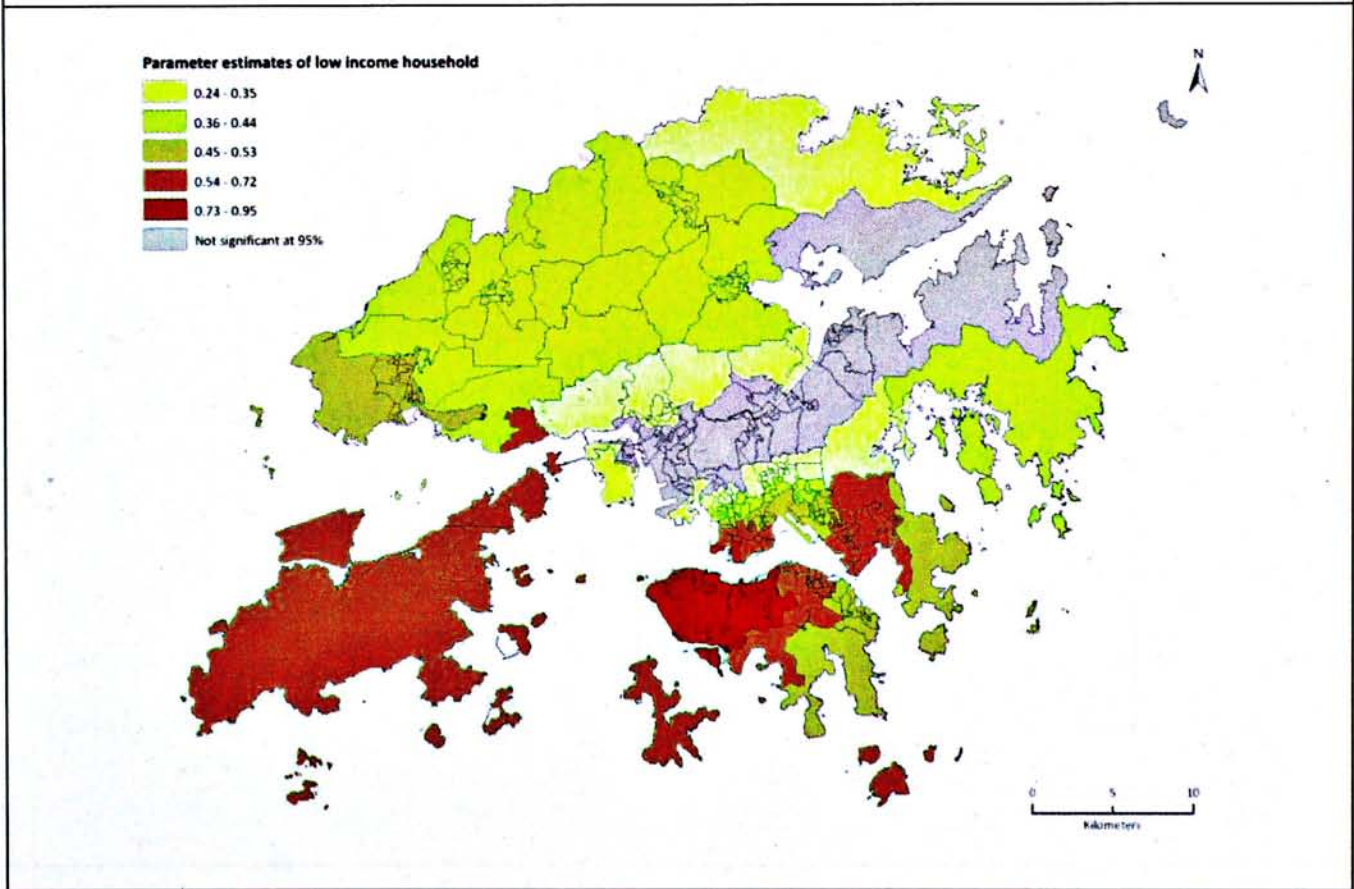 Parameter estimates of low income household
0.24 - 0.35
0.36 - 0.44
0.45 - 0.53
0.54 - 0.72
0.73 - 0.95
Not significant at 95%
N
0 5 10
Kilometers